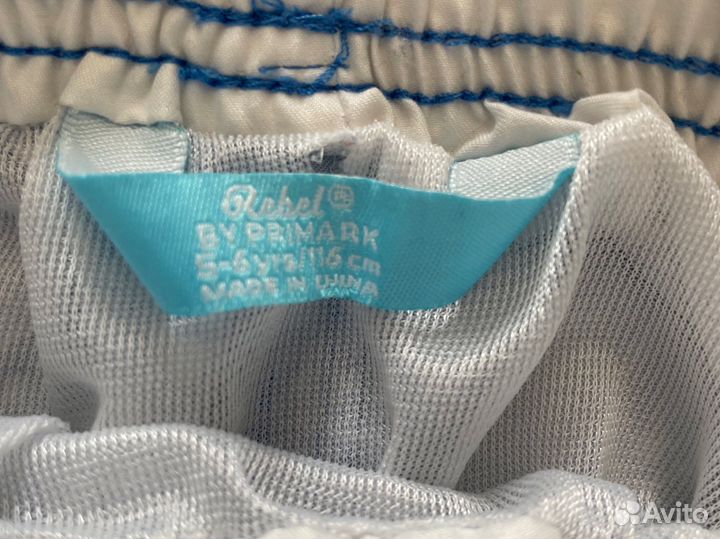 Rebel®
BY PRIMARK
5-6 yrs/116 cm
MADE IN CHINA
Avito